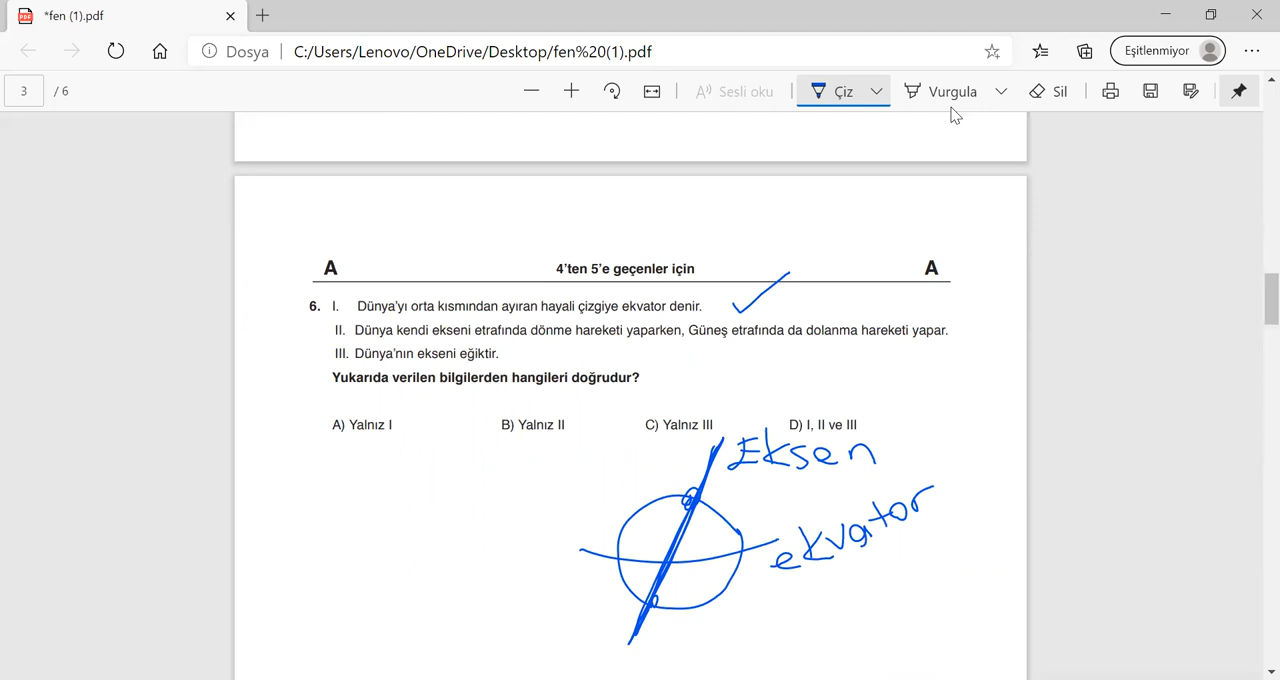 *fen (1).pdf
Dosya
C:/Users/Lenovo/OneDrive/Desktop/fen%20(1).pdf
Eşitlenmiyor
3 / 6
A⁾⁾ Sesli oku
Çiz
Vurgula
Sil
A 4'ten 5'e geçenler için A
6. I. Dünya'yı orta kısmından ayıran hayali çizgiye ekvator denir.
II. Dünya kendi ekseni etrafında dönme hareketi yaparken, Güneş etrafında da dolanma hareketi yapar.
III. Dünya'nın ekseni eğiktir.
Yukarıda verilen bilgilerden hangileri doğrudur?
A) Yalnız I B) Yalnız II C) Yalnız III D) I, II ve III
Eksen
ekvator